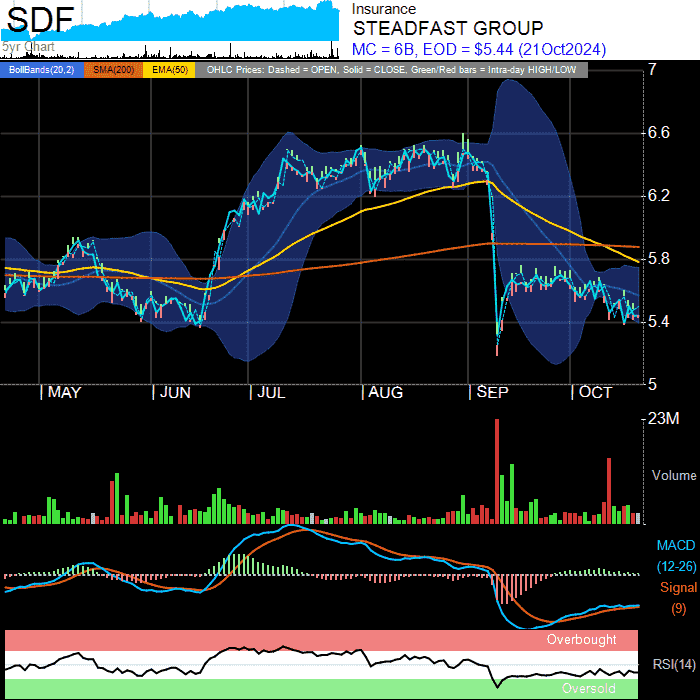 SDF
5yr Chart
Insurance
STEADFAST GROUP
MC = 6B, EOD = $5.44 (21Oct2024)
BollBands(20,2) SMA(200) EMA(50) OHLC Prices: Dashed = OPEN, Solid = CLOSE, Green/Red bars = Intra-day HIGH/LOW
7
6.6
6.2
5.8
5.4
5
MAY JUN JUL AUG SEP OCT
23M
Volume
MACD
(12-26)
Signal
(9)
Overbought
RSI(14)
Oversold